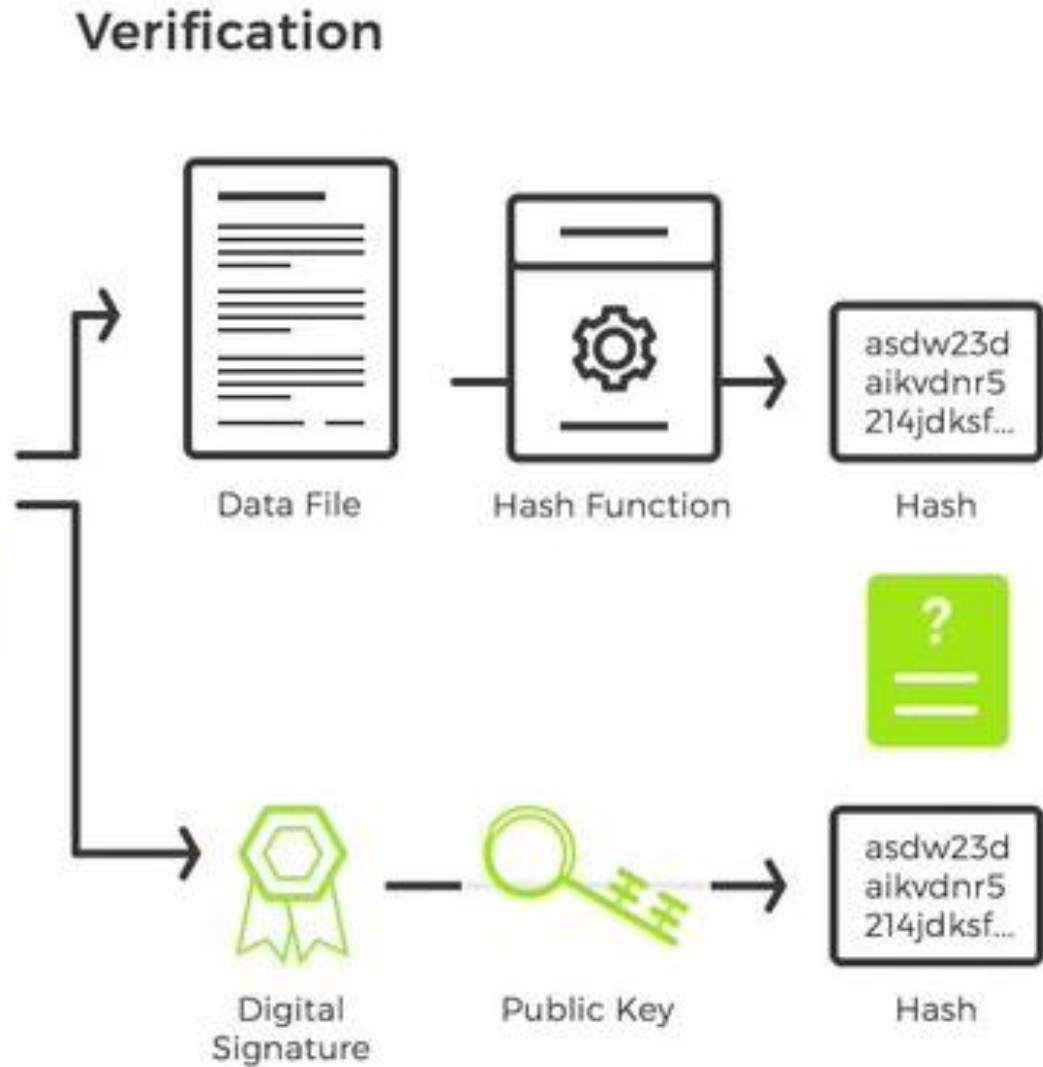 Verification
asdw23d
aikvdnr5
214jdksf...
Data File
Hash Function
Hash
?
asdw23d
aikvdnr5
214jdksf...
Digital
Signature
Public Key
Hash